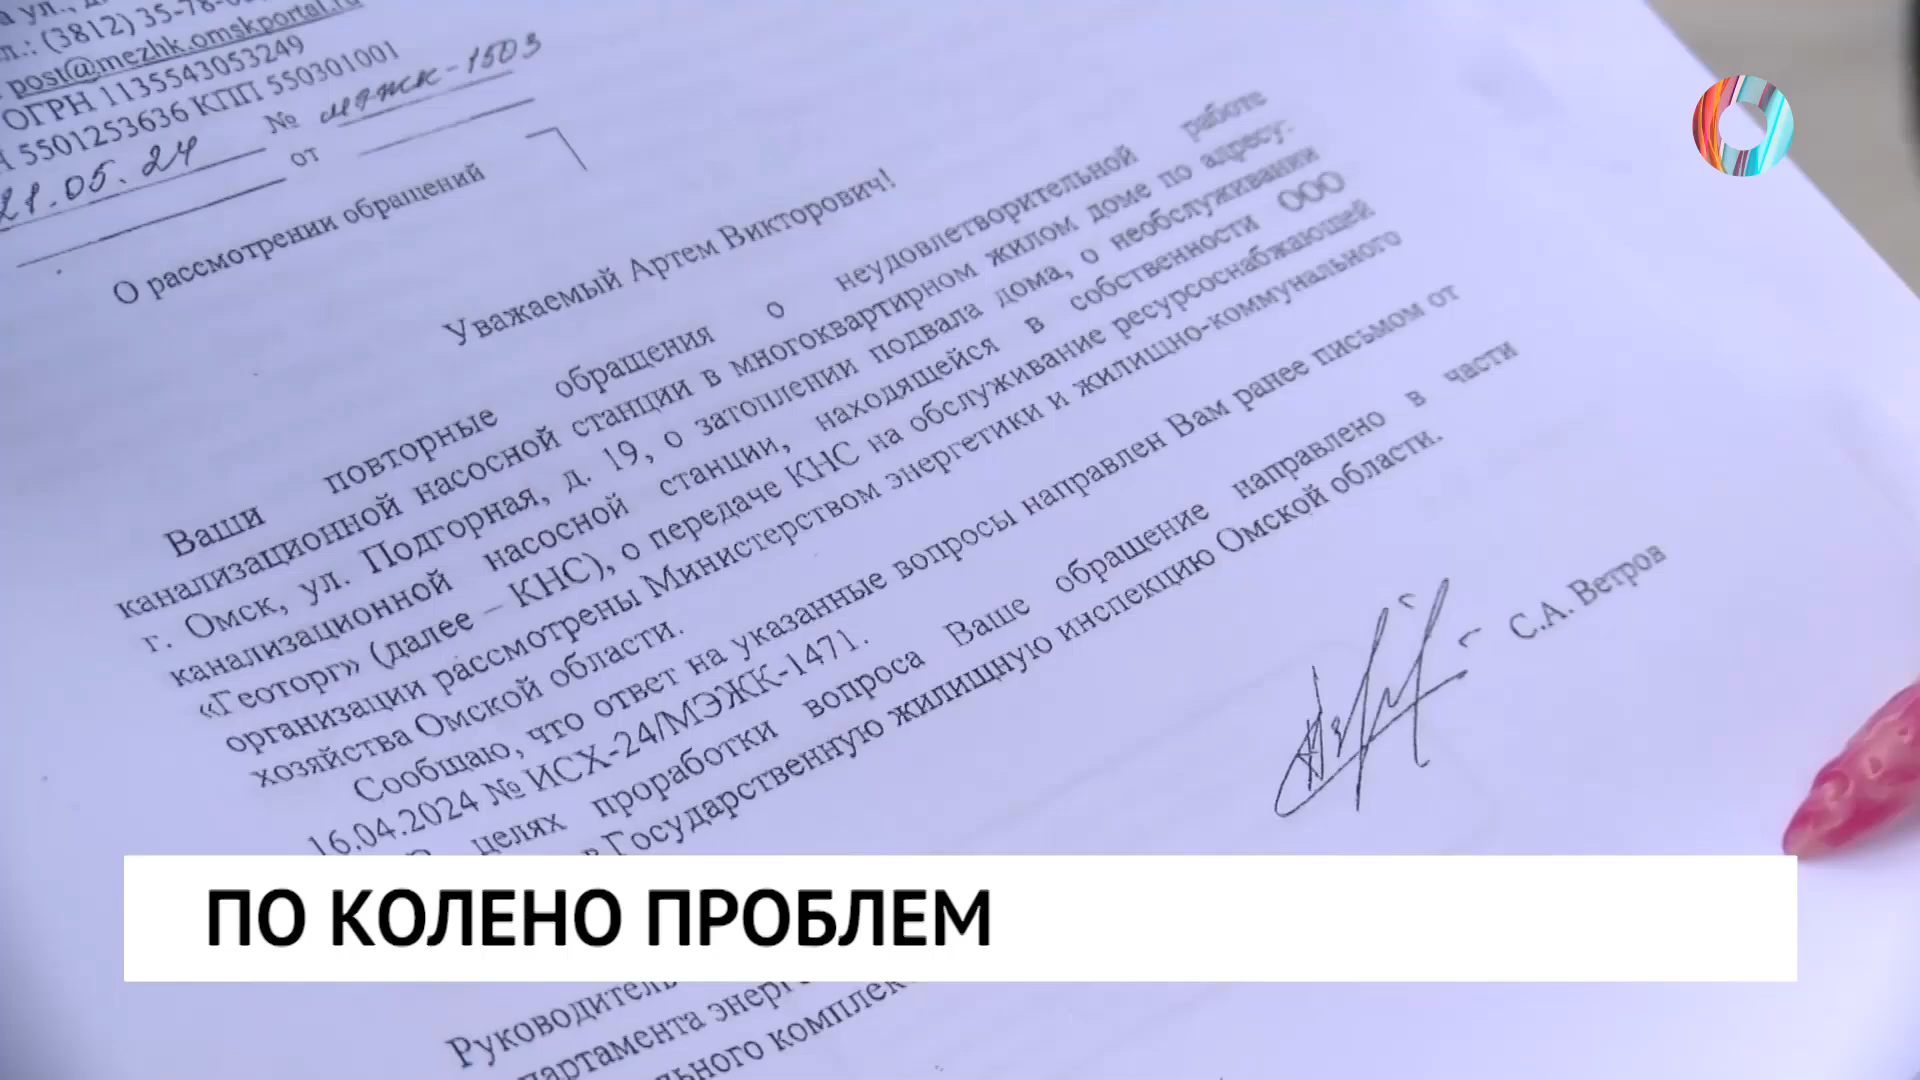 (3812) 35-78-
post@mezhk.omskportal.ru
ОГРН 1135543053249
5501253636 КПП 550301001
21.05.24 № мэжк-1503
от
О рассмотрении обращений
Уважаемый Артем Викторович!
Ваши повторные обращения о неудовлетворительной работе
канализационной насосной станции в многоквартирном жилом доме по адресу:
г. Омск, ул. Подгорная, д. 19, о затоплении подвала дома, о необслуживании
канализационной насосной станции, находящейся в собственности ООО
«Геоторг» (далее – КНС), о передаче КНС на обслуживание ресурсоснабжающей
организации рассмотрены Министерством энергетики и жилищно-коммунального
хозяйства Омской области.
Сообщаю, что ответ на указанные вопросы направлен Вам ранее письмом от
16.04.2024 № ИСХ-24/МЭЖК-1471.
В целях проработки вопроса Ваше обращение направлено в части
в Государственную жилищную инспекцию Омской области.
С.А. Ветров
ПО КОЛЕНО ПРОБЛЕМ
Руководитель
партамента энерге
льного комплек